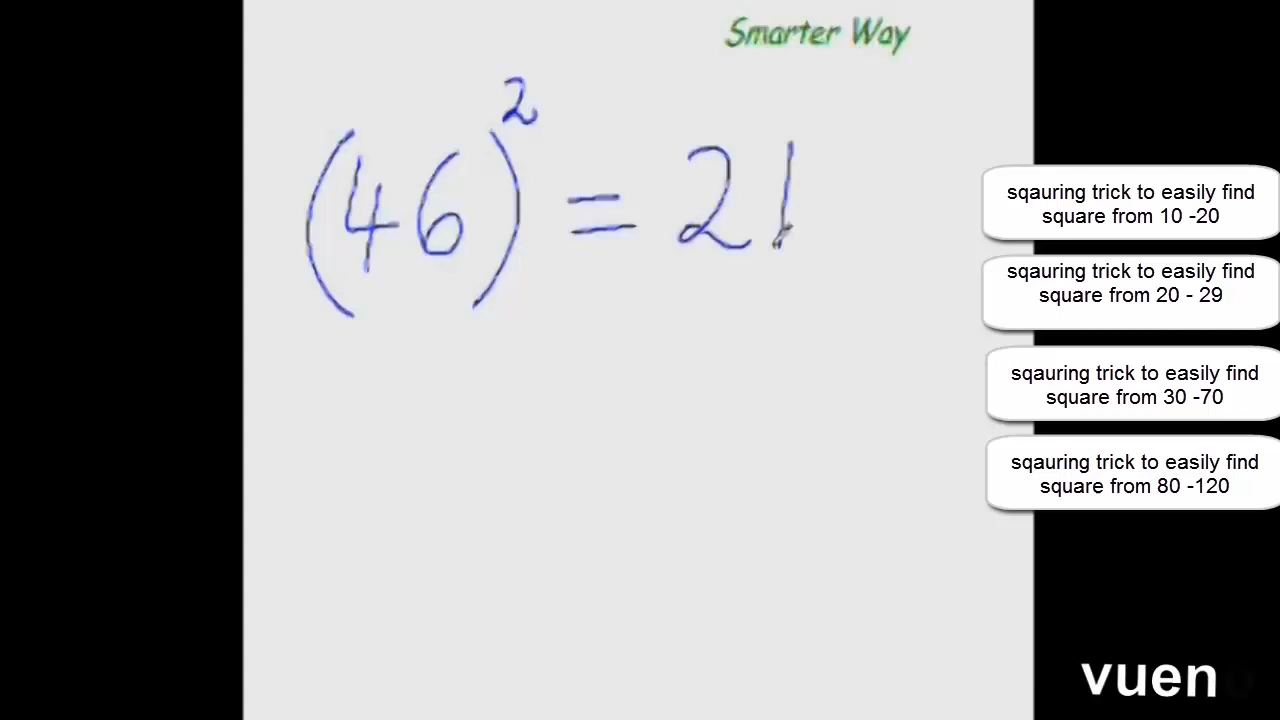 Smarter Way
(46)² = 21
sqauring trick to easily find
square from 10 -20
sqauring trick to easily find
square from 20 - 29
sqauring trick to easily find
square from 30 -70
sqauring trick to easily find
square from 80 -120
vueno